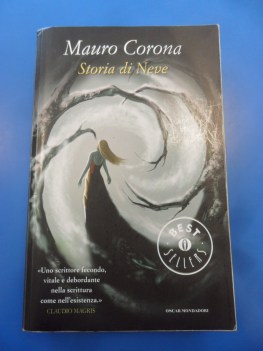 Mauro Corona
Storia di Neve
BEST
SELLERS
«Uno scrittore fecondo,
vitale e debordante
nella scrittura
come nell'esistenza.»
CLAUDIO MAGRIS
OSCAR MONDADORI